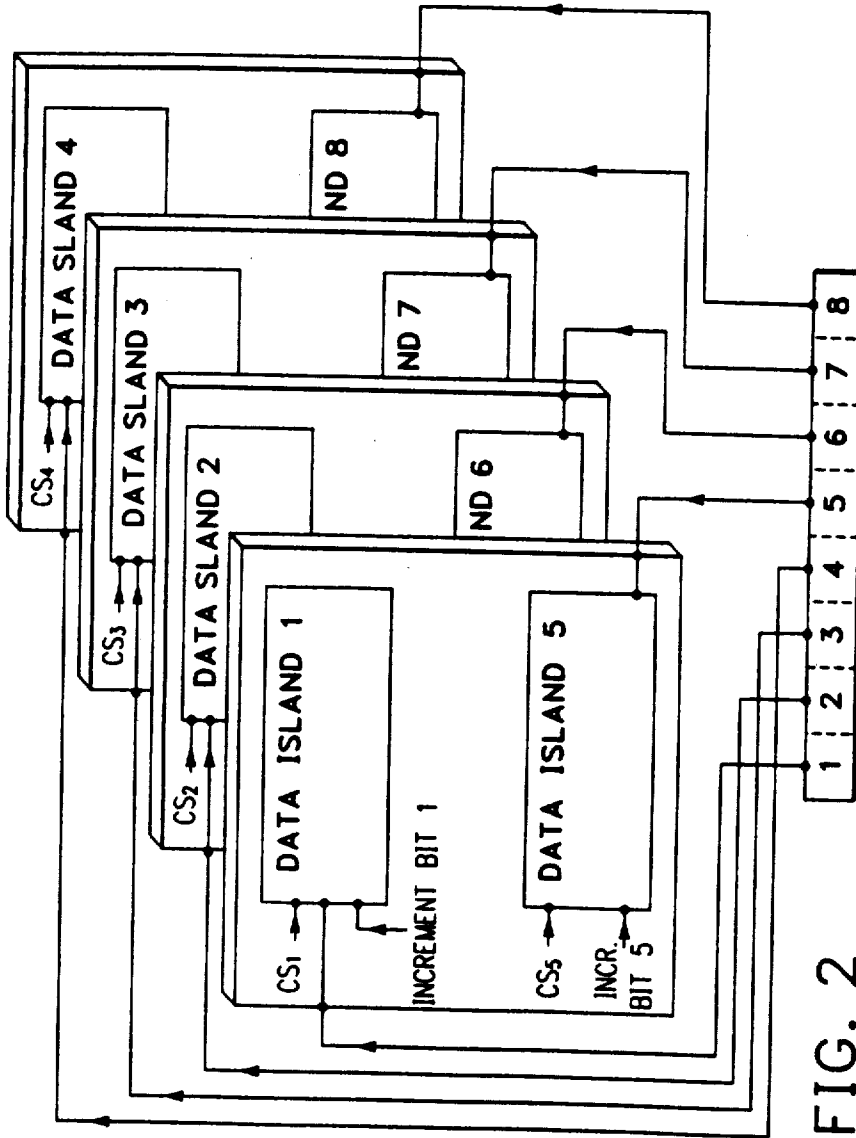 CS4
DATA SLAND 4
ND 8
CS3
DATA SLAND 3
ND 7
CS2
DATA SLAND 2
ND 6
CS1
DATA ISLAND 1
INCREMENT BIT 1
CS5
DATA ISLAND 5
INCR.
BIT 5
1 2 3 4 5 6 7 8
FIG. 2